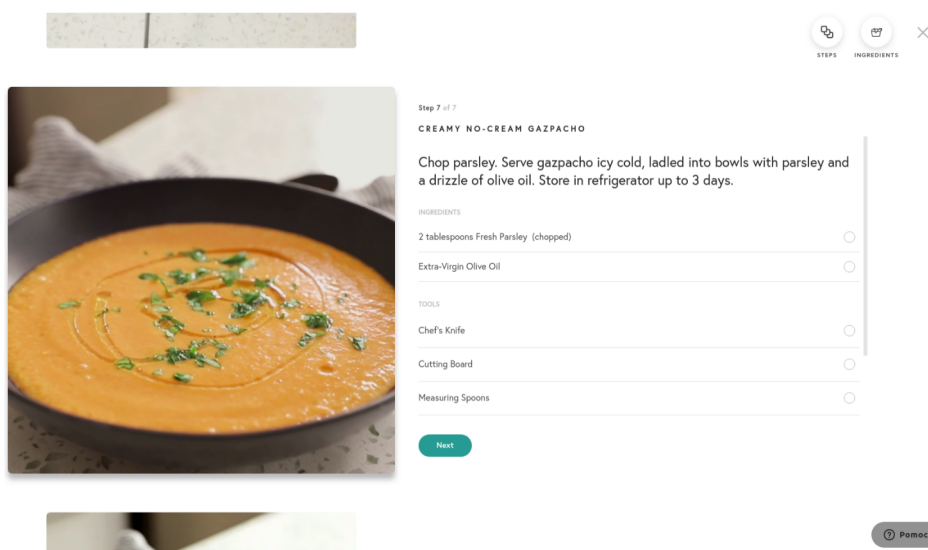 STEPS
INGREDIENTS
Step 7 of 7
CREAMY NO-CREAM GAZPACHO
Chop parsley. Serve gazpacho icy cold, ladled into bowls with parsley and
a drizzle of olive oil. Store in refrigerator up to 3 days.
INGREDIENTS
2 tablespoons Fresh Parsley (chopped)
Extra-Virgin Olive Oil
TOOLS
Chef's Knife
Cutting Board
Measuring Spoons
Next
Pomoc